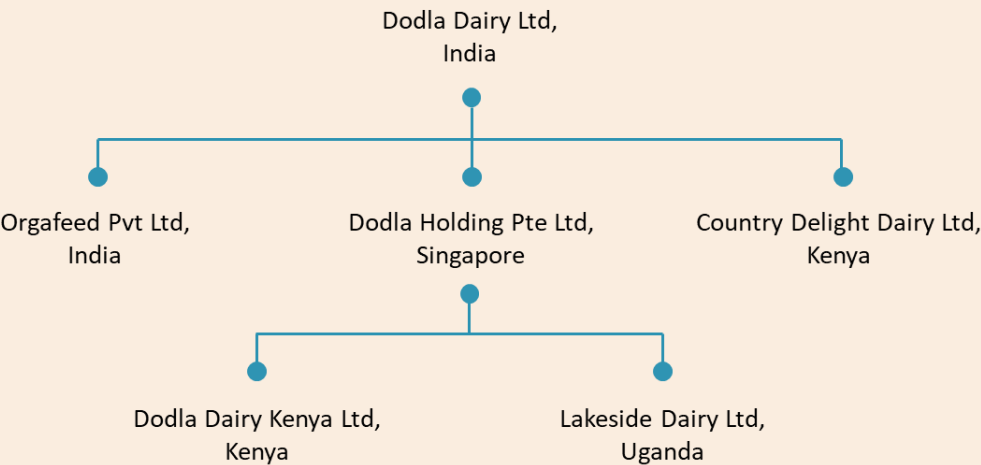 Dodla Dairy Ltd,
India
Orgafeed Pvt Ltd,
India
Dodla Holding Pte Ltd,
Singapore
Country Delight Dairy Ltd,
Kenya
Dodla Dairy Kenya Ltd,
Kenya
Lakeside Dairy Ltd,
Uganda